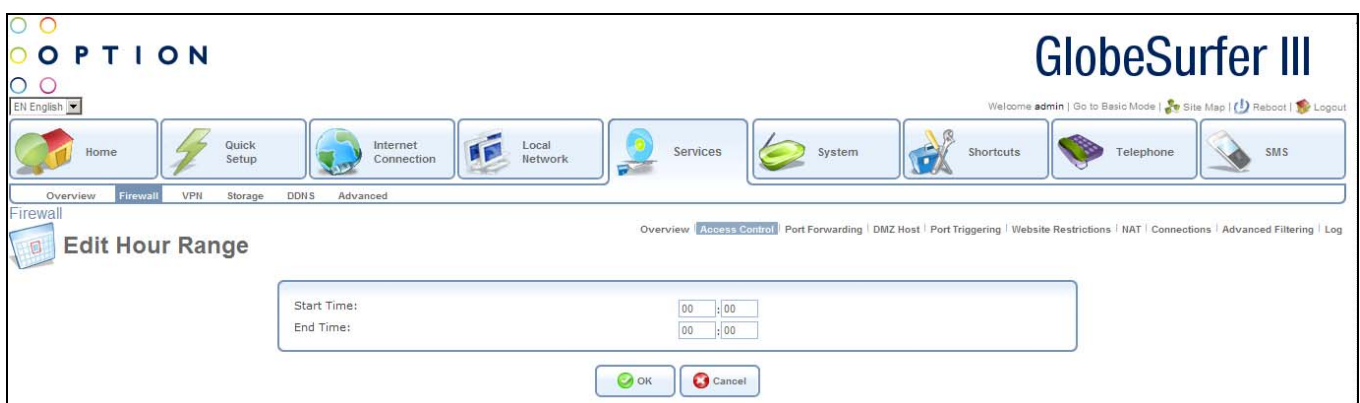 OPTION
GlobeSurfer III
EN English
Welcome admin | Go to Basic Mode | Site Map | Reboot | Logout
Home
Quick
Setup
Internet
Connection
Local
Network
Services
System
Shortcuts
Telephone
SMS
Overview Firewall VPN Storage DDNS Advanced
Firewall
Edit Hour Range
Overview | Access Control | Port Forwarding | DMZ Host | Port Triggering | Website Restrictions | NAT | Connections | Advanced Filtering | Log
Start Time: 00 : 00
End Time: 00 : 00
OK Cancel